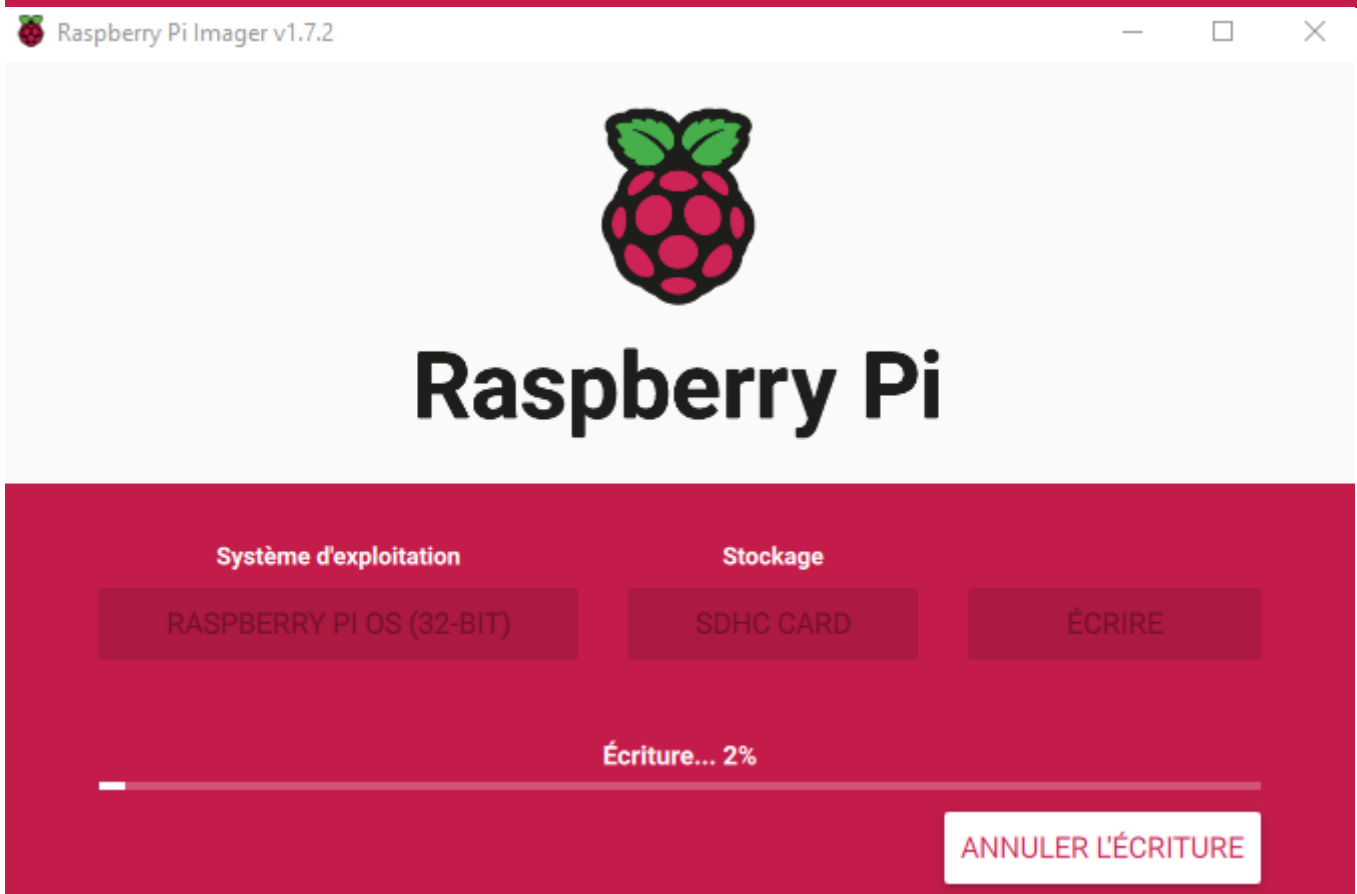 Raspberry Pi Imager v1.7.2
Raspberry Pi
Système d'exploitation
Stockage
RASPBERRY PI OS (32-BIT)
SDHC CARD
ÉCRIRE
Écriture... 2%
ANNULER L'ÉCRITURE